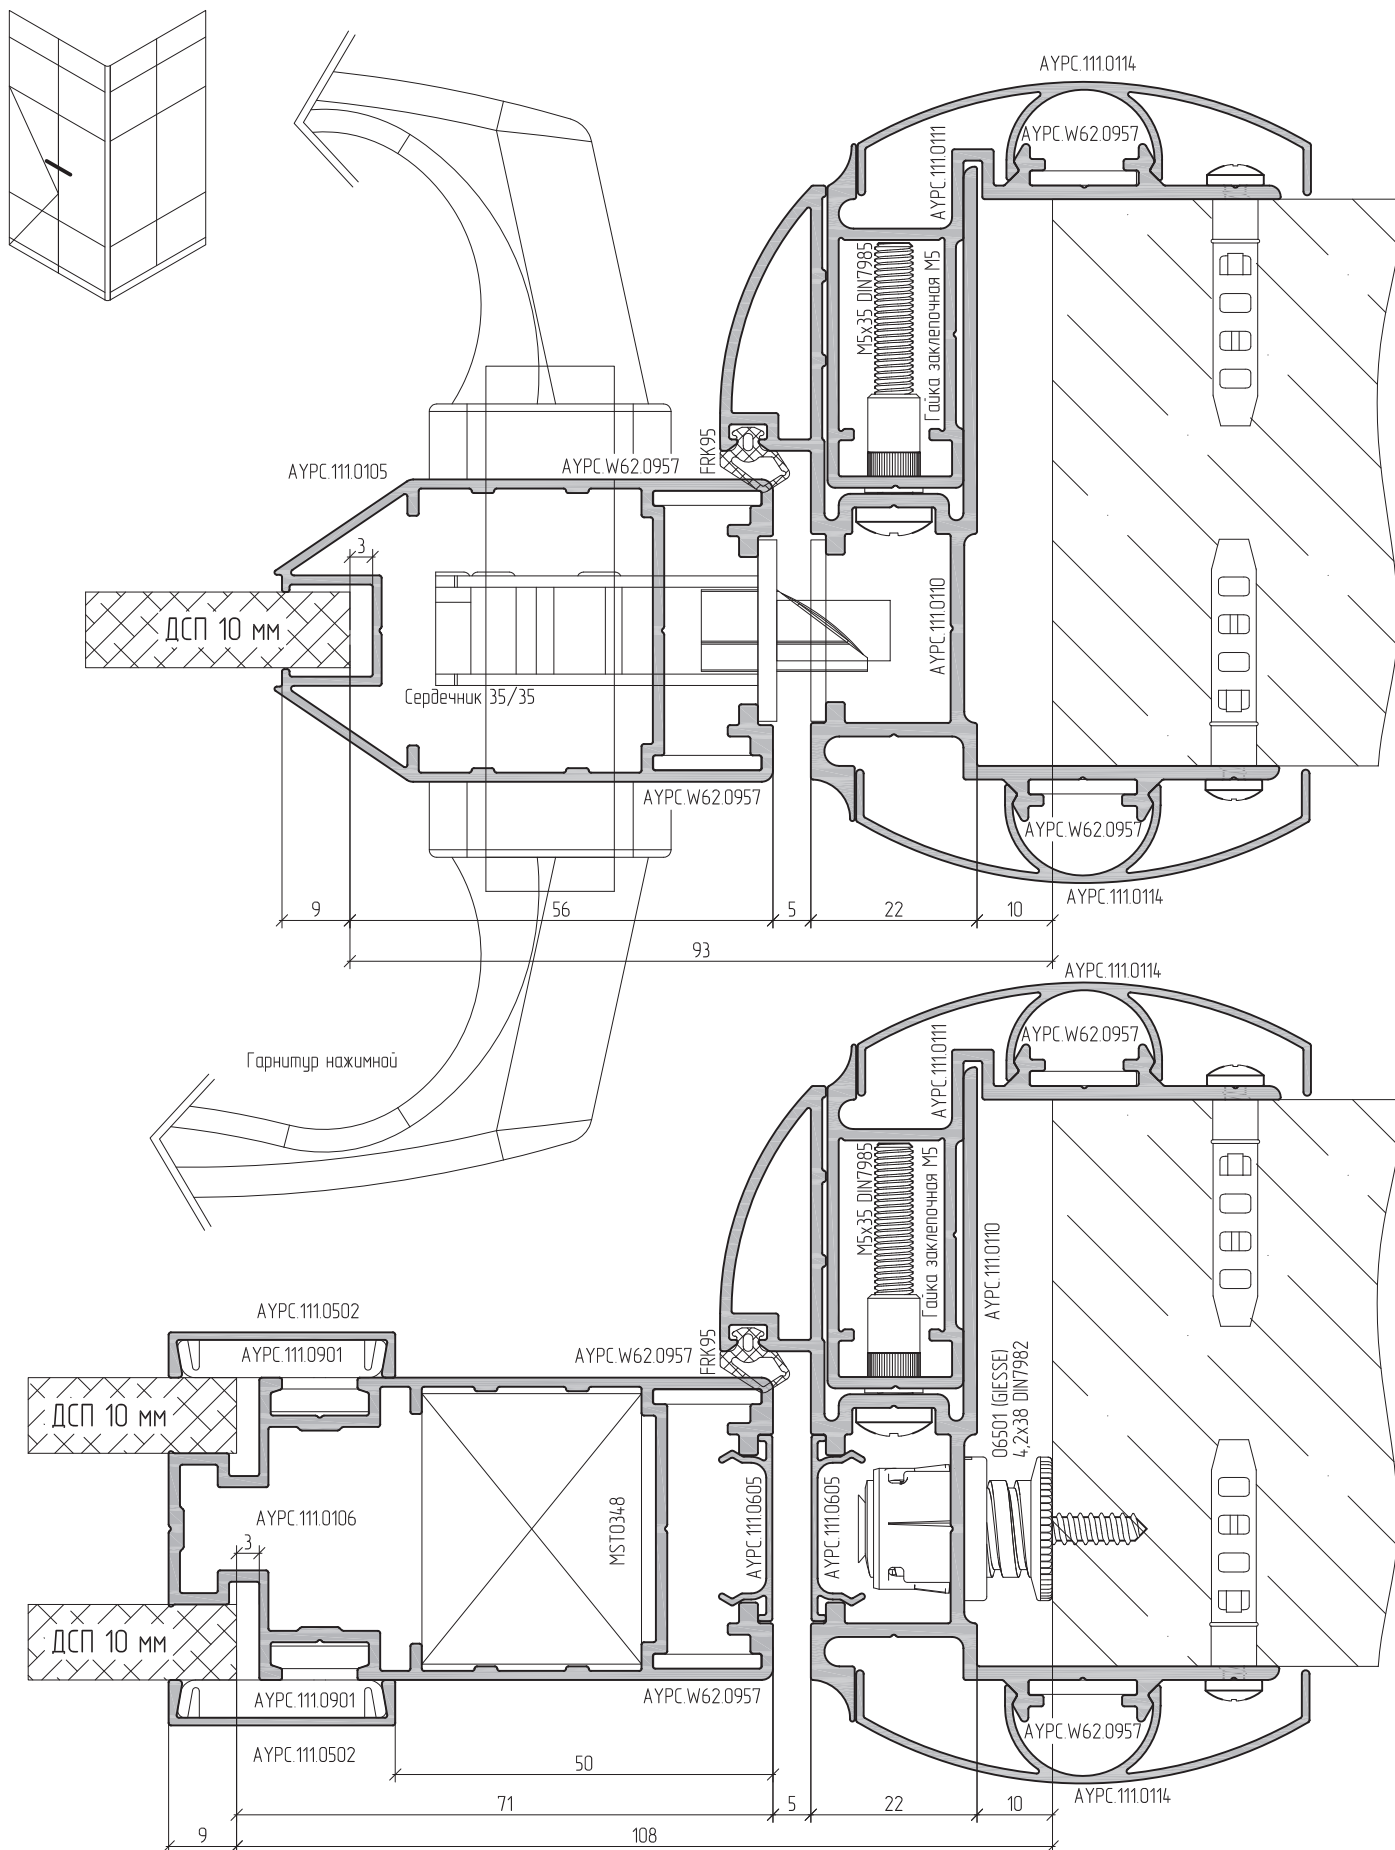 AYPC.111.0114
AYPC.W62.0957
AYPC.111.0111
M5x35 DIN7985
Гайка заклепочная M5
FRK95
AYPC.W62.0957
AYPC.111.0105
3
ДСП 10 мм
AYPC.111.0110
Сердечник 35/35
AYPC.W62.0957
AYPC.W62.0957
AYPC.111.0114
9
56
5
22
10
93
AYPC.111.0114
AYPC.W62.0957
AYPC.111.0111
Гарнитур нажимной
M5x35 DIN7985
Гайка заклепочная M5
AYPC.111.0110
AYPC.111.0502
AYPC.111.0901
AYPC.W62.0957
FRK95
06501 (GIESSE)
4,2x38 DIN7982
ДСП 10 мм
AYPC.111.0106
MST0348
AYPC.111.0605
AYPC.111.0605
3
ДСП 10 мм
AYPC.111.0901
AYPC.W62.0957
AYPC.W62.0957
AYPC.111.0502
50
AYPC.111.0114
71
5
22
10
9
108